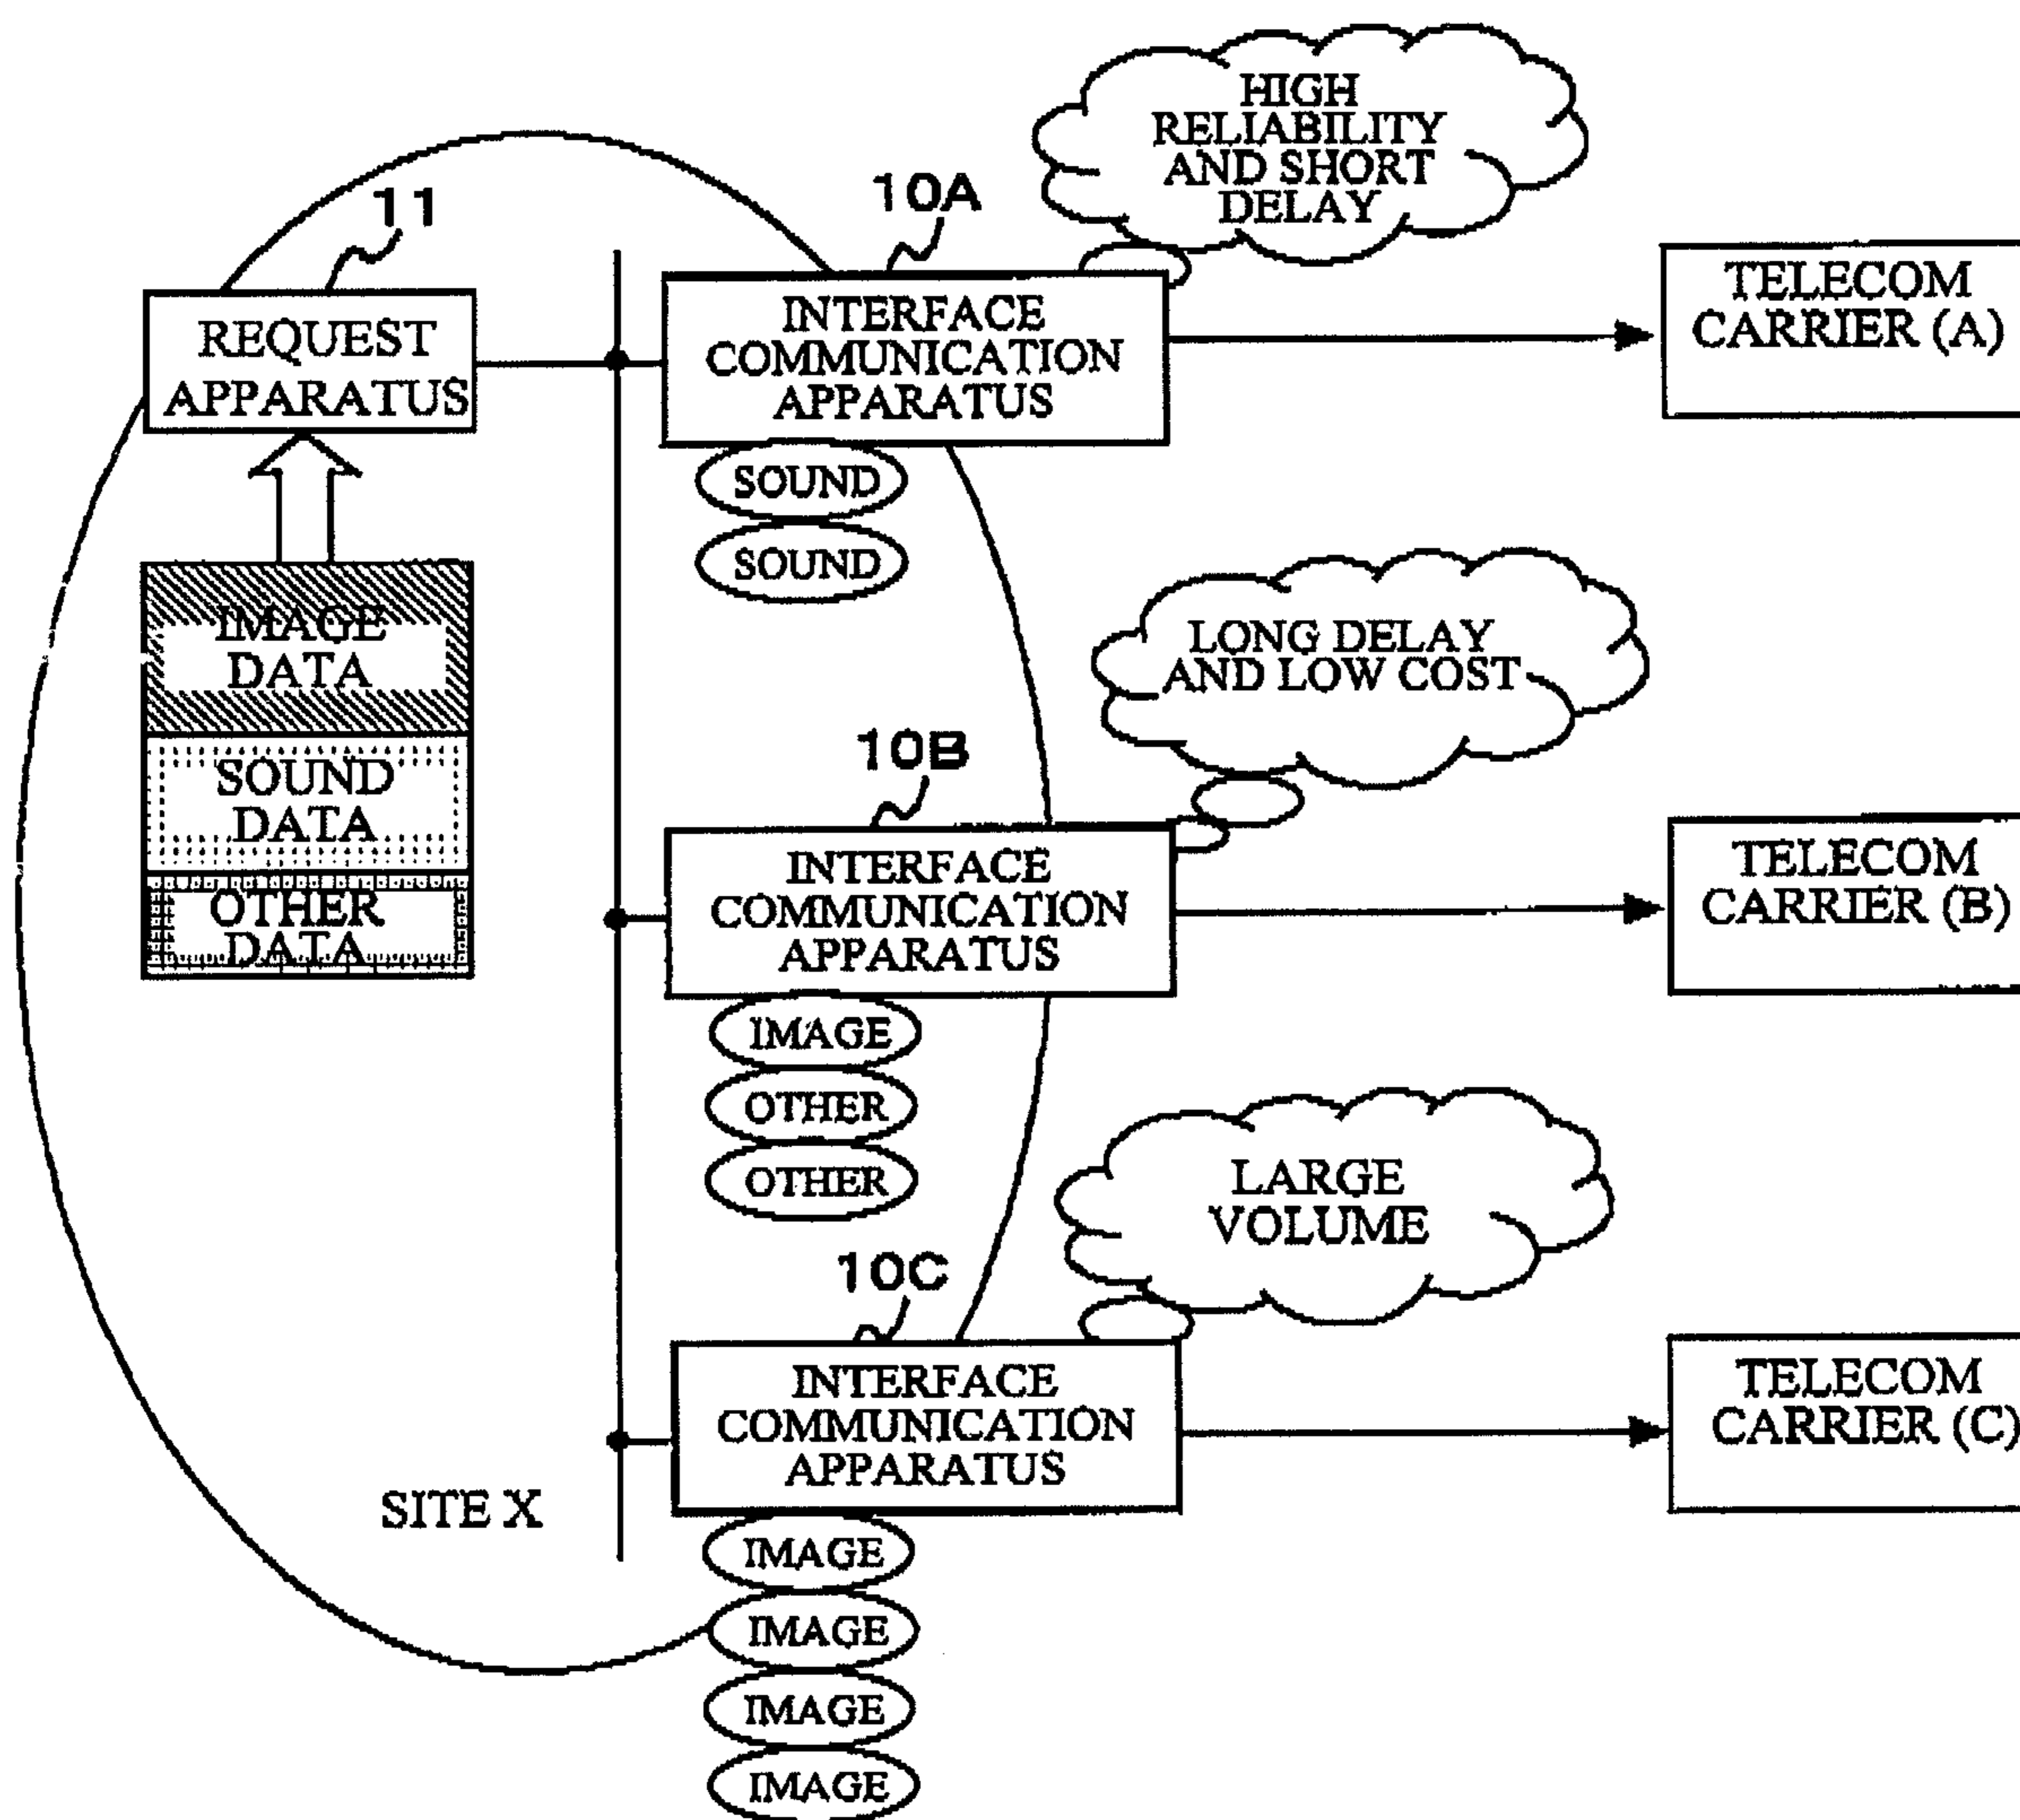 HIGH
RELIABILITY
AND SHORT
DELAY
11
10A
REQUEST
APPARATUS
INTERFACE
COMMUNICATION
APPARATUS
TELECOM
CARRIER (A)
SOUND
SOUND
IMAGE
DATA
SOUND
DATA
OTHER
DATA
LONG DELAY
AND LOW COST
10B
INTERFACE
COMMUNICATION
APPARATUS
TELECOM
CARRIER (B)
IMAGE
OTHER
OTHER
LARGE
VOLUME
10C
INTERFACE
COMMUNICATION
APPARATUS
TELECOM
CARRIER (C)
SITE X
IMAGE
IMAGE
IMAGE
IMAGE